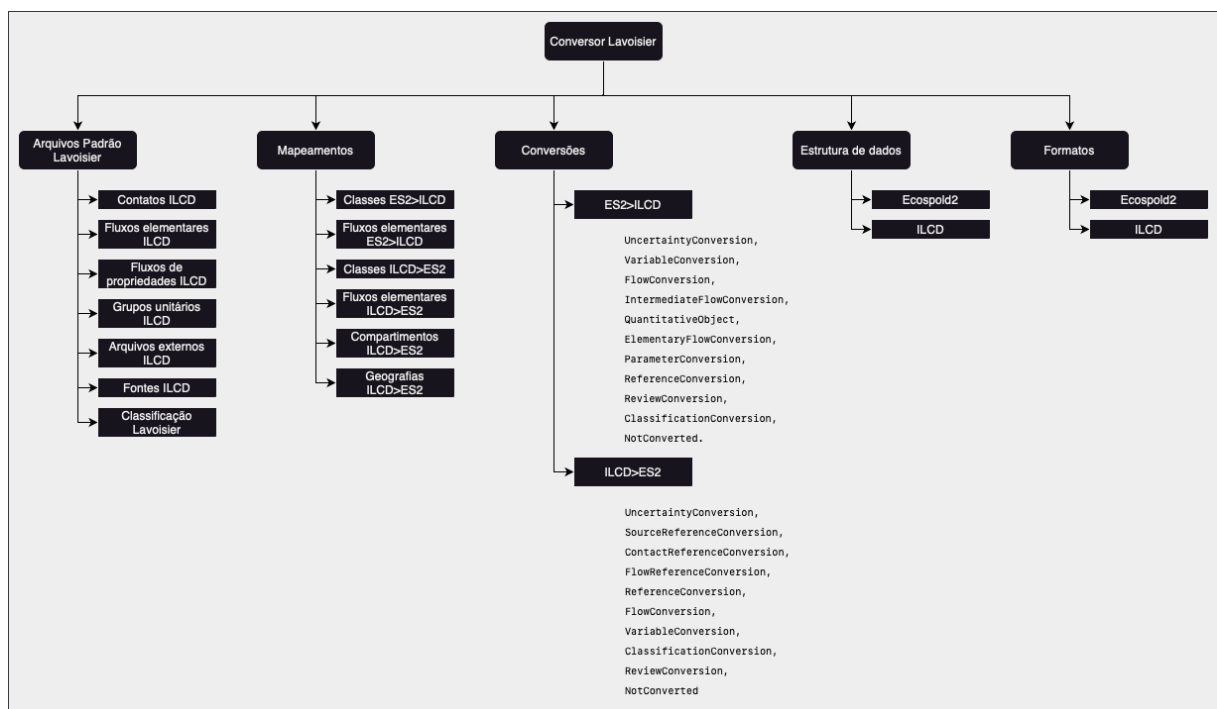 Conversor Lavoisier
Arquivos Padrão
Lavoisier
Contatos ILCD
Fluxos elementares
ILCD
Fluxos de
propriedades ILCD
Grupos unitários
ILCD
Arquivos externos
ILCD
Fontes ILCD
Classificação
Lavoisier
Mapeamentos
Classes ES2>ILCD
Fluxos elementares
ES2>ILCD
Classes ILCD>ES2
Fluxos elementares
ILCD>ES2
Compartimentos
ILCD>ES2
Geografias
ILCD>ES2
Conversões
ES2>ILCD
UncertaintyConversion,
VariableConversion,
FlowConversion,
IntermediateFlowConversion,
QuantitativeObject,
ElementaryFlowConversion,
ParameterConversion,
ReferenceConversion,
ReviewConversion,
ClassificationConversion,
NotConverted.
ILCD>ES2
UncertaintyConversion,
SourceReferenceConversion,
ContactReferenceConversion,
FlowReferenceConversion,
ReferenceConversion,
FlowConversion,
VariableConversion,
ClassificationConversion,
ReviewConversion,
NotConverted
Estrutura de dados
Ecospold2
ILCD
Formatos
Ecospold2
ILCD